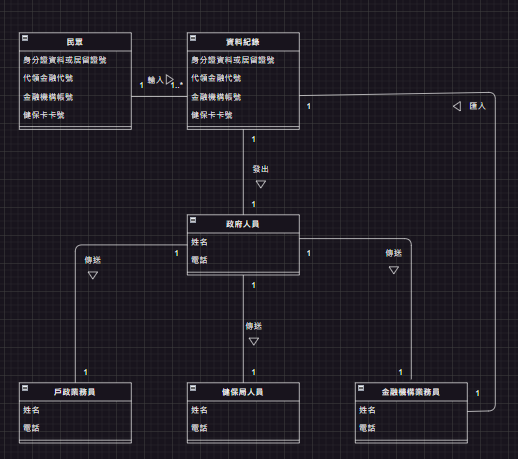 民眾
身分證資料或居留證號
代領金融代號
金融機構帳號
健保卡卡號
1
輸入
1..*
資料紀錄
身分證資料或居留證號
代領金融代號
金融機構帳號
健保卡卡號
1
匯入
1
發出
1
政府人員
姓名
電話
1
傳送
1
傳送
1
傳送
1
1
1
戶政業務員
姓名
電話
健保局人員
姓名
電話
金融機構業務員
姓名
電話
1